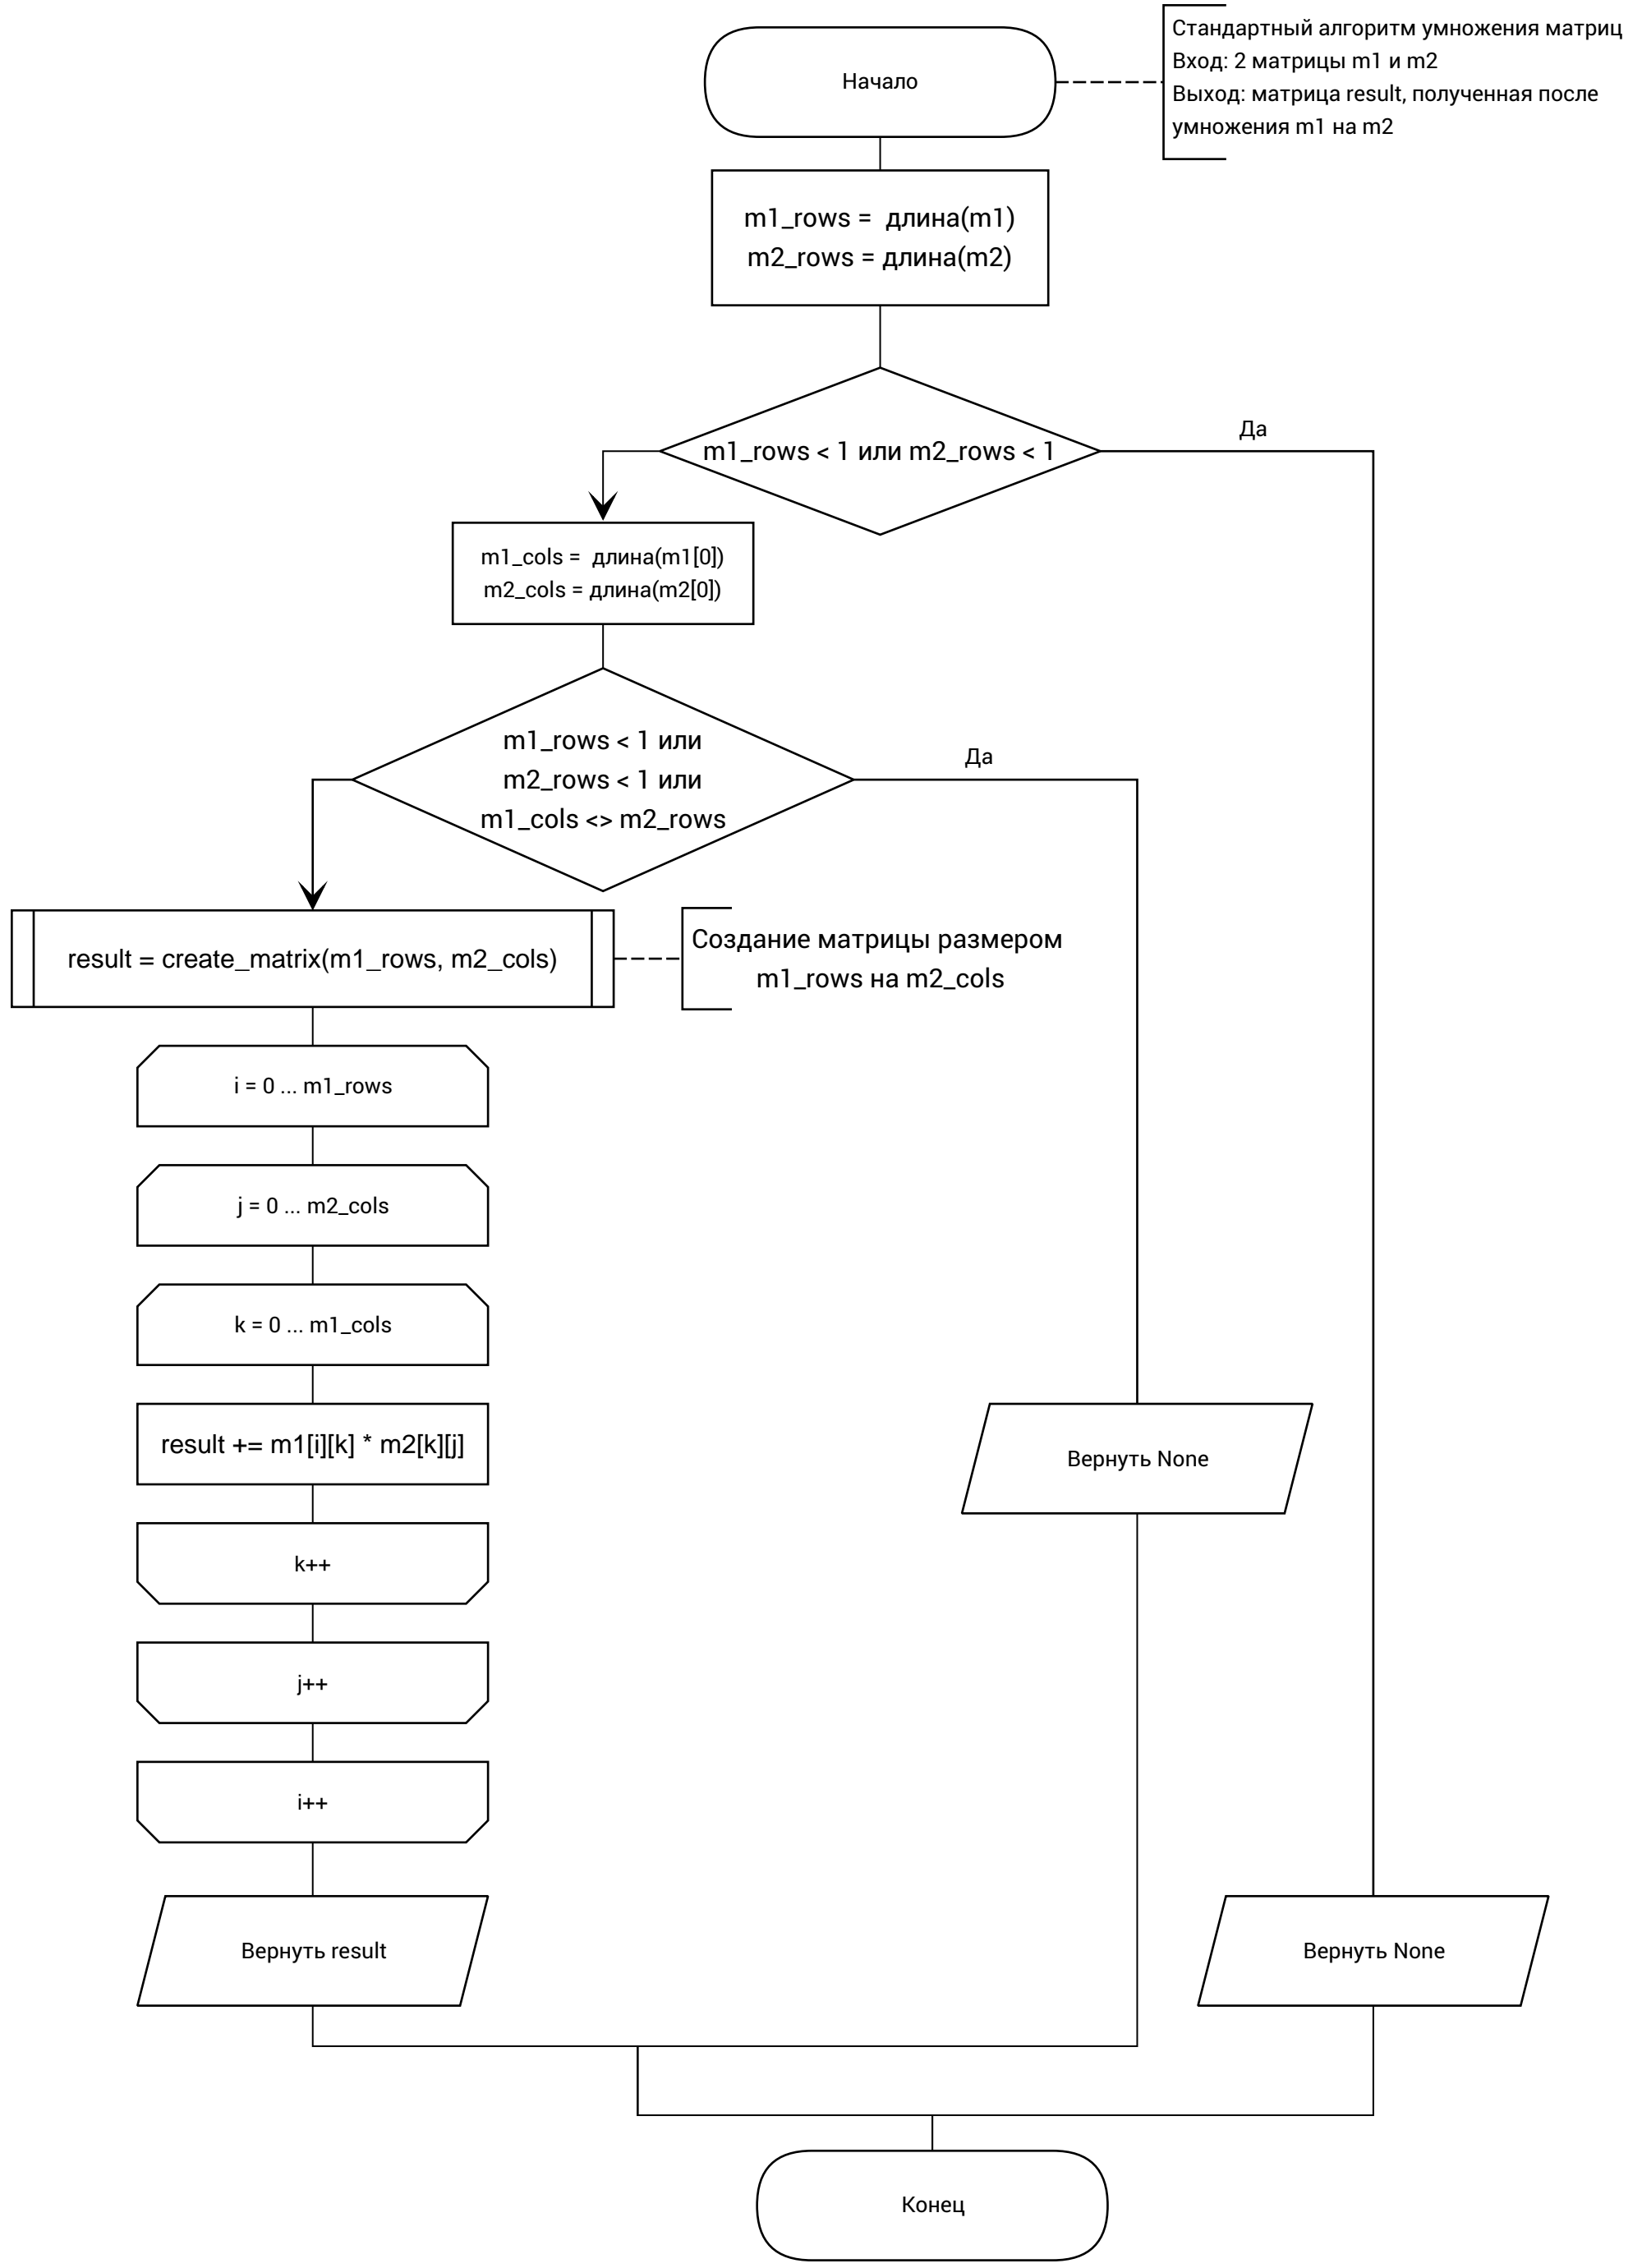 Начало
Стандартный алгоритм умножения матриц
Вход: 2 матрицы m1 и m2
Выход: матрица result, полученная после
умножения m1 на m2
m1_rows = длина(m1)
m2_rows = длина(m2)
m1_rows < 1 или m2_rows < 1
Да
m1_cols = длина(m1[0])
m2_cols = длина(m2[0])
m1_rows < 1 или
m2_rows < 1 или
m1_cols <> m2_rows
Да
result = create_matrix(m1_rows, m2_cols)
Создание матрицы размером
m1_rows на m2_cols
i = 0 ... m1_rows
j = 0 ... m2_cols
k = 0 ... m1_cols
result += m1[i][k] * m2[k][j]
Вернуть None
k++
j++
i++
Вернуть result
Вернуть None
Конец